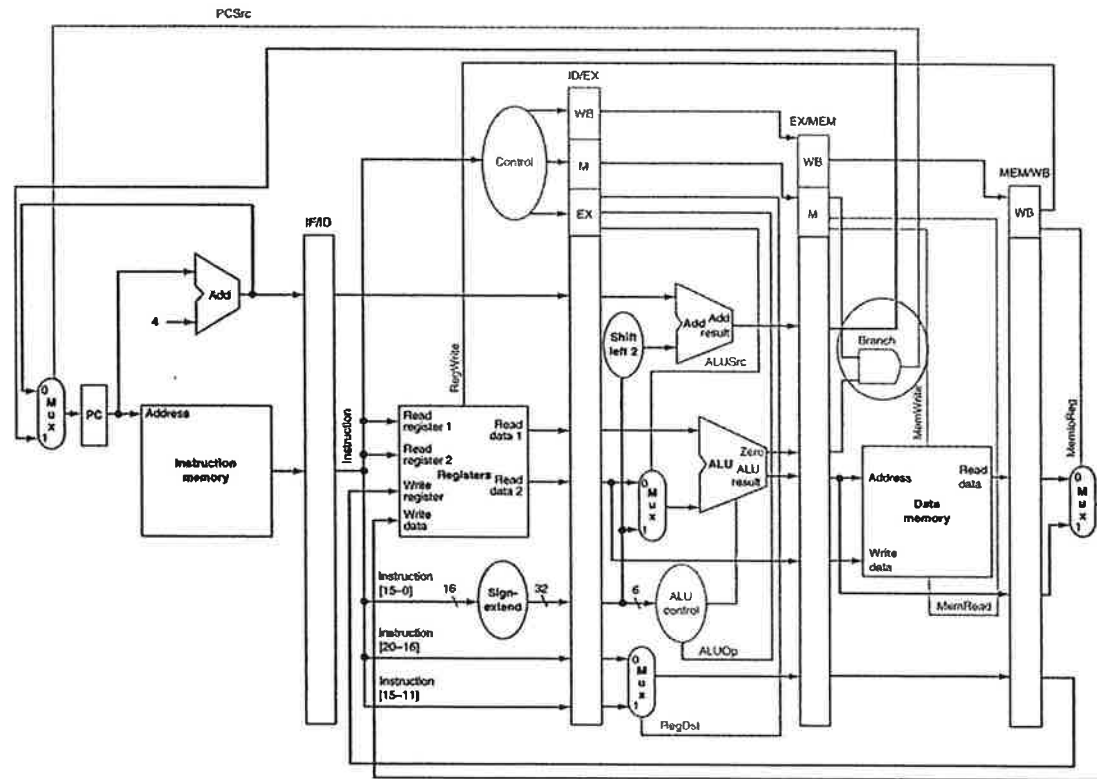 PCSrc
ID/EX
WB
M
EX
Control
EX/MEM
WB
M
MEM/WB
WB
IF/ID
Add
4
Shift
left 2
Add Add
result
ALUSrc
Branch
RegWrite
MemWrite
MemtoReg
0
M
u
x
1
PC
Address
Instruction
memory
Instruction
Read
register 1
Read
register 2
Write
register
Write
data
Registers
Read
data 1
Read
data 2
0
M
u
x
1
Zero
ALU ALU
result
Address
Read
data
Data
memory
Write
data
MemRead
0
M
u
x
1
Instruction
[15–0]
16
Sign-
extend
32
6
ALU
control
ALUOp
Instruction
[20–16]
Instruction
[15–11]
0
M
u
x
1
RegDst